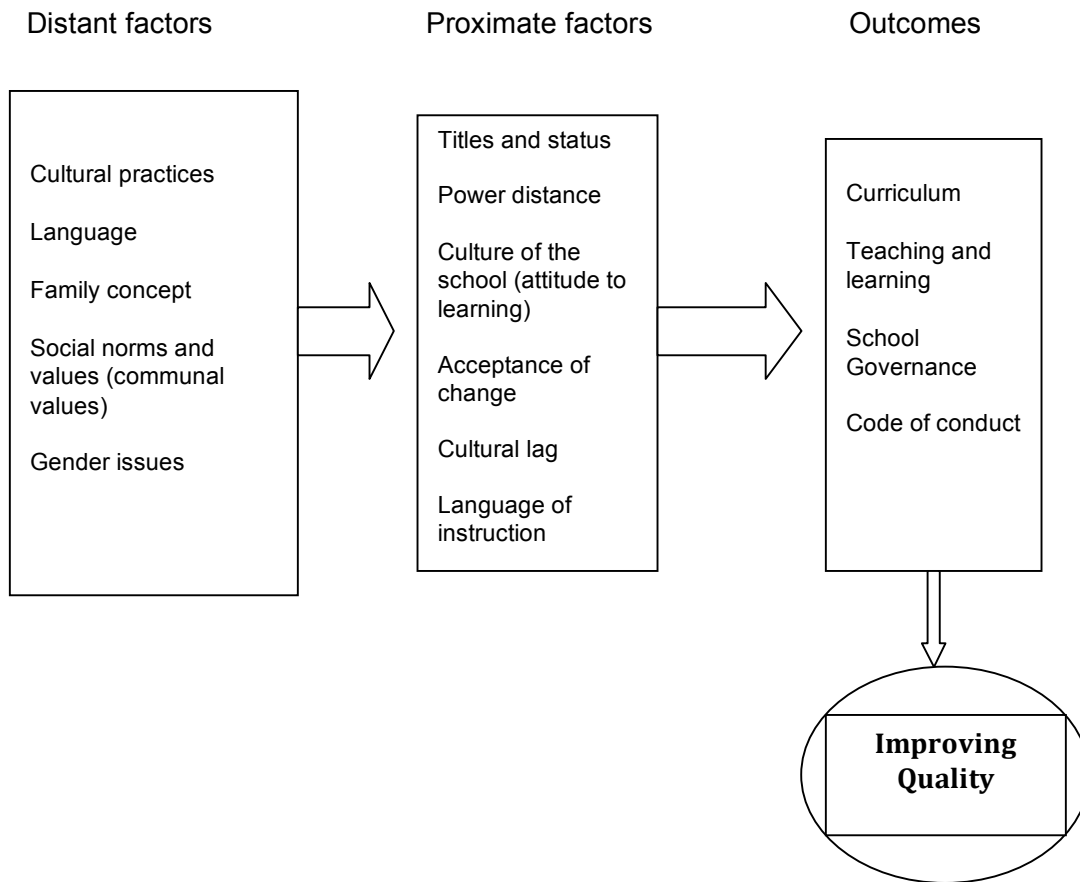 Distant factors
Proximate factors
Outcomes
Cultural practices
Language
Family concept
Social norms and
values (communal
values)
Gender issues
Titles and status
Power distance
Culture of the
school (attitude to
learning)
Acceptance of
change
Cultural lag
Language of
instruction
Curriculum
Teaching and
learning
School
Governance
Code of conduct
Improving
Quality